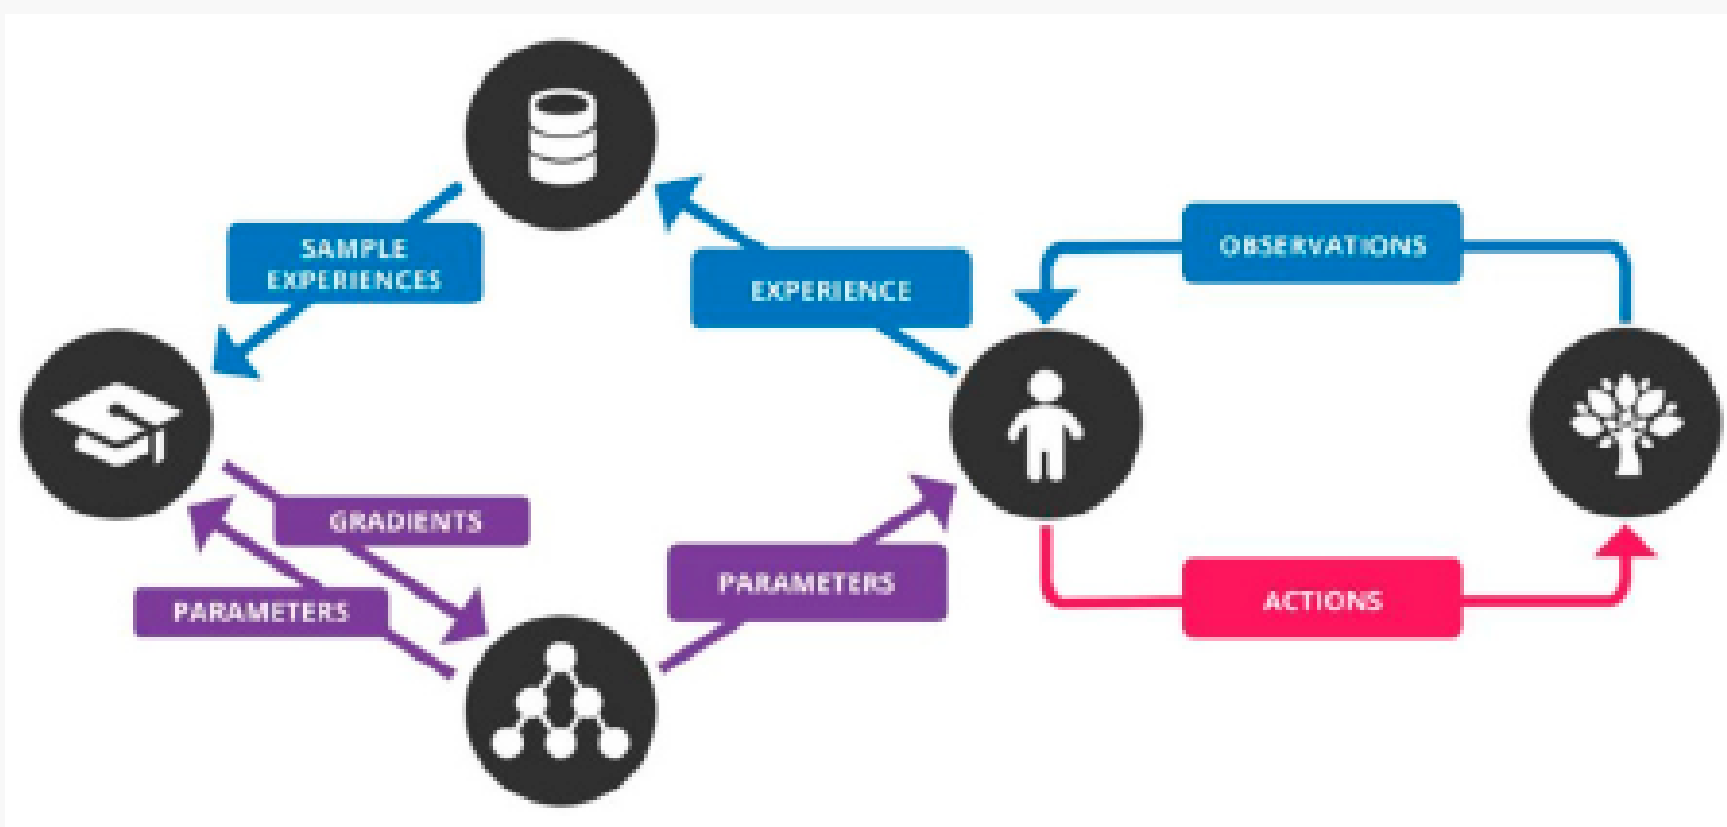 SAMPLE
EXPERIENCES
EXPERIENCE
OBSERVATIONS
GRADIENTS
PARAMETERS
PARAMETERS
ACTIONS